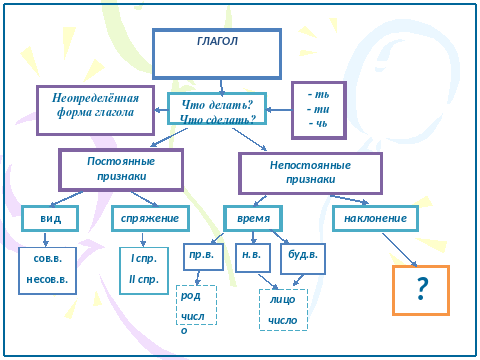 ГЛАГОЛ
Неопределённая
форма глагола
Что делать?
Что сделать?
- ть
- ти
- чь
Постоянные
признаки
Непостоянные
признаки
вид
спряжение
время
наклонение
сов.в.
несов.в.
I спр.
II спр.
пр.в.
н.в.
буд.в.
род
числ
о
лицо
число
?